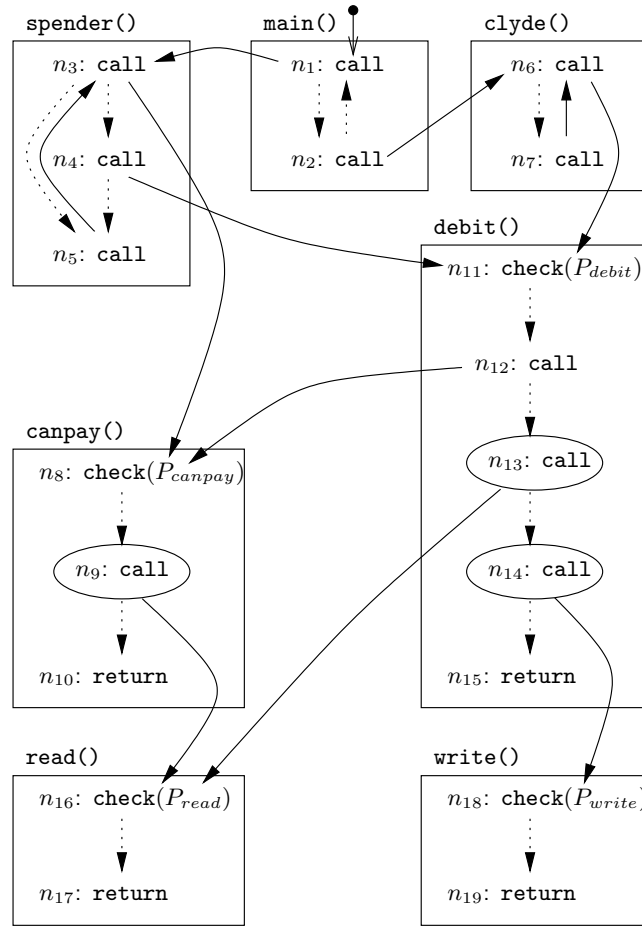 spender() main() clyde()
n3: call n1: call n6: call
n4: call n2: call n7: call
debit()
n5: call n11: check(Pdebit)
n12: call
canpay()
n8: check(Pcanpay) n13: call
n9: call n14: call
n10: return n15: return
read() write()
n16: check(Pread) n18: check(Pwrite)
n17: return n19: return